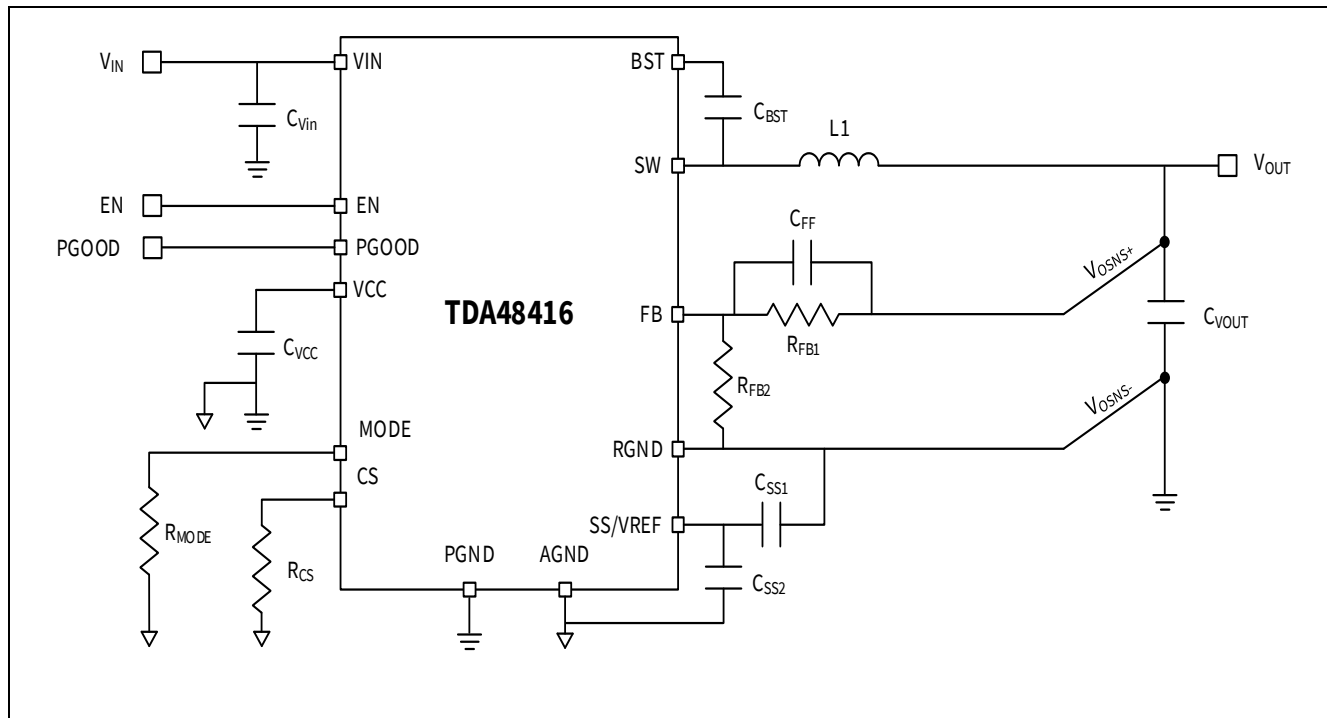 VIN
VIN
BST
CVin
CBST
L1
SW
VOUT
EN
EN
PGOOD
PGOOD
CFF
VOSNS+
VCC
TDA48416
FB
RFB1
CVOUT
CVCC
RFB2
VOSNS-
MODE
RGND
CS
CSS1
RMODE
SS/VREF
RCS
PGND
AGND
CSS2